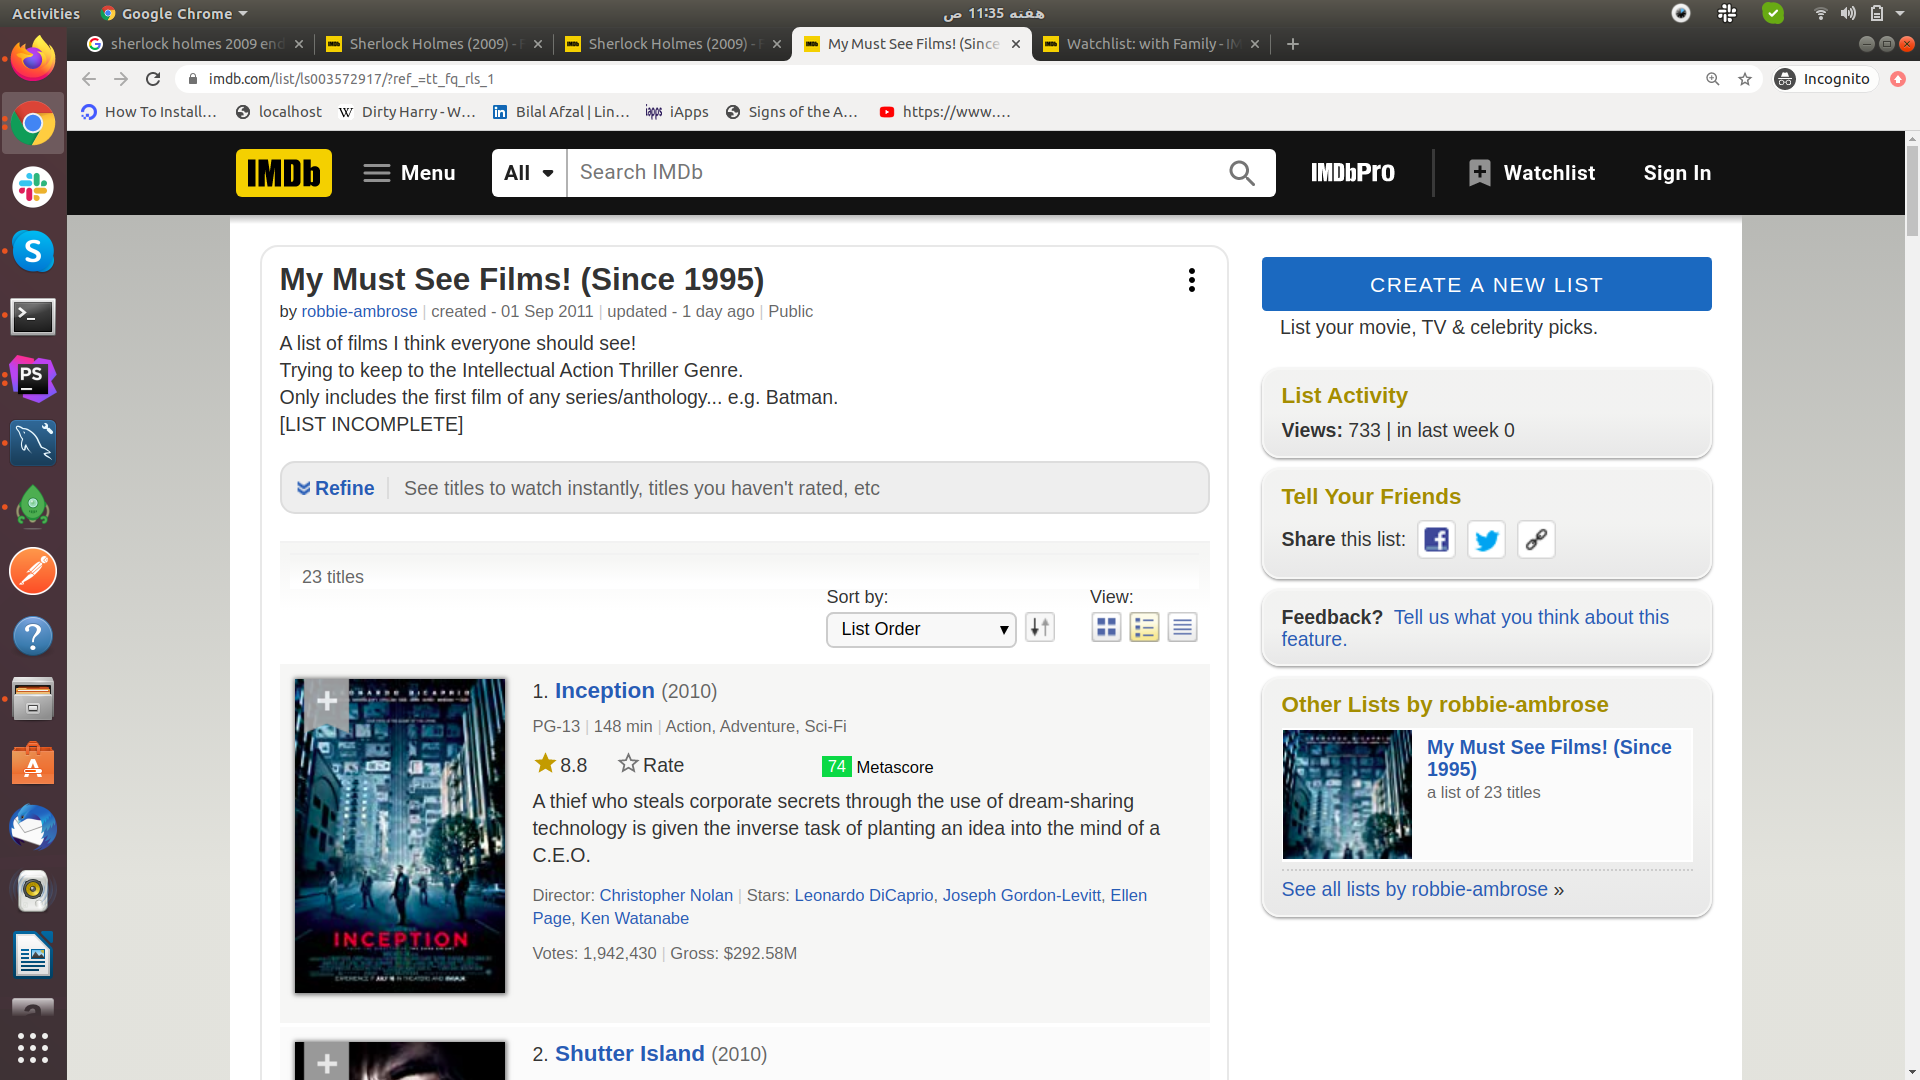 Activities
Google Chrome
هفته 11:35 ص
sherlock holmes 2009 end
Sherlock Holmes (2009) -
Sherlock Holmes (2009) -
My Must See Films! (Since
Watchlist: with Family - IM
imdb.com/list/ls003572917/?ref_=tt_fq_rls_1
Incognito
How To Install...
localhost
Dirty Harry - W...
Bilal Afzal | Lin...
iApps
Signs of the A...
https://www....
IMDb
Menu
All
Search IMDb
IMDbPro
Watchlist
Sign In
My Must See Films! (Since 1995)
by robbie-ambrose | created - 01 Sep 2011 | updated - 1 day ago | Public
A list of films I think everyone should see!
Trying to keep to the Intellectual Action Thriller Genre.
Only includes the first film of any series/anthology... e.g. Batman.
[LIST INCOMPLETE]
Refine
See titles to watch instantly, titles you haven't rated, etc
23 titles
Sort by:
List Order
View:
1. Inception (2010)
PG-13 | 148 min | Action, Adventure, Sci-Fi
8.8
Rate
74 Metascore
A thief who steals corporate secrets through the use of dream-sharing
technology is given the inverse task of planting an idea into the mind of a
C.E.O.
Director: Christopher Nolan | Stars: Leonardo DiCaprio, Joseph Gordon-Levitt, Ellen
Page, Ken Watanabe
Votes: 1,942,430 | Gross: $292.58M
INCEPTION
2. Shutter Island (2010)
CREATE A NEW LIST
List your movie, TV & celebrity picks.
List Activity
Views: 733 | in last week 0
Tell Your Friends
Share this list:
Feedback? Tell us what you think about this
feature.
Other Lists by robbie-ambrose
My Must See Films! (Since
1995)
a list of 23 titles
See all lists by robbie-ambrose »